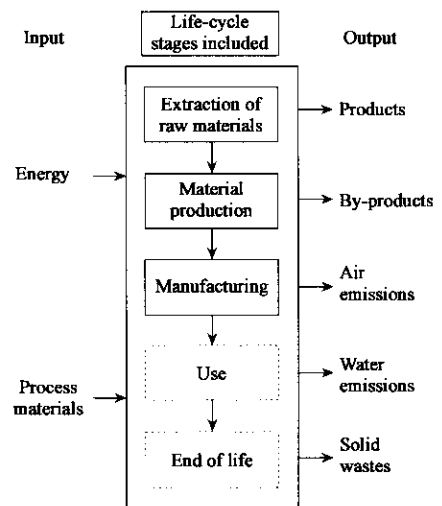 Input
Life-cycle
stages included
Output
Extraction of
raw materials
Products
Energy
Material
production
By-products
Manufacturing
Air
emissions
Use
Water
emissions
Process
materials
End of life
Solid
wastes